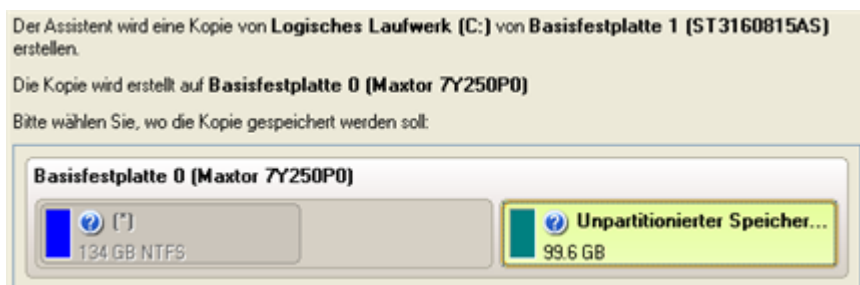 Der Assistent wird eine Kopie von Logisches Laufwerk (C:) von Basisfestplatte 1 (ST3160815AS)
erstellen.
Die Kopie wird erstellt auf Basisfestplatte 0 (Maxtor 7Y250P0)
Bitte wählen Sie, wo die Kopie gespeichert werden soll:
Basisfestplatte 0 (Maxtor 7Y250P0)
(*)
134 GB NTFS
Unpartitionierter Speicher...
99.6 GB